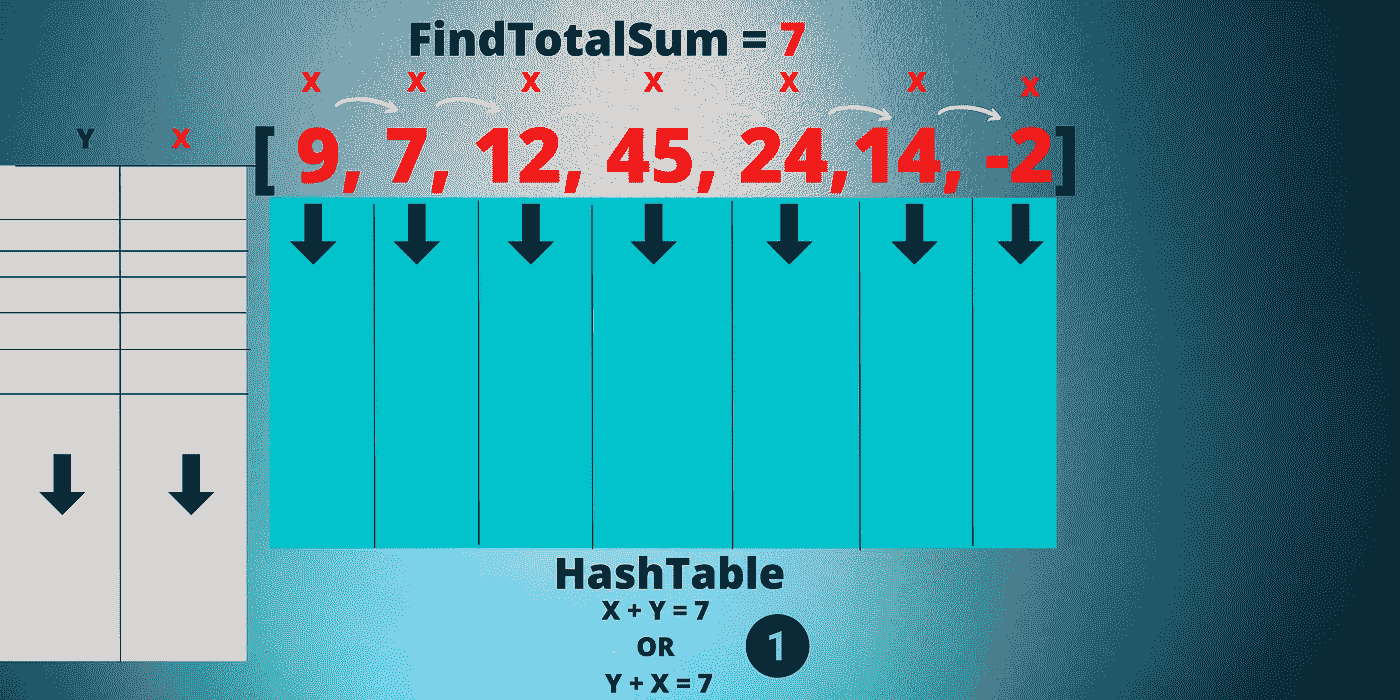 FindTotalSum = 7
X X X X X X X
Y X
[ 9, 7, 12, 45, 24, 14, -2]
HashTable
X + Y = 7
OR
1
Y + X = 7